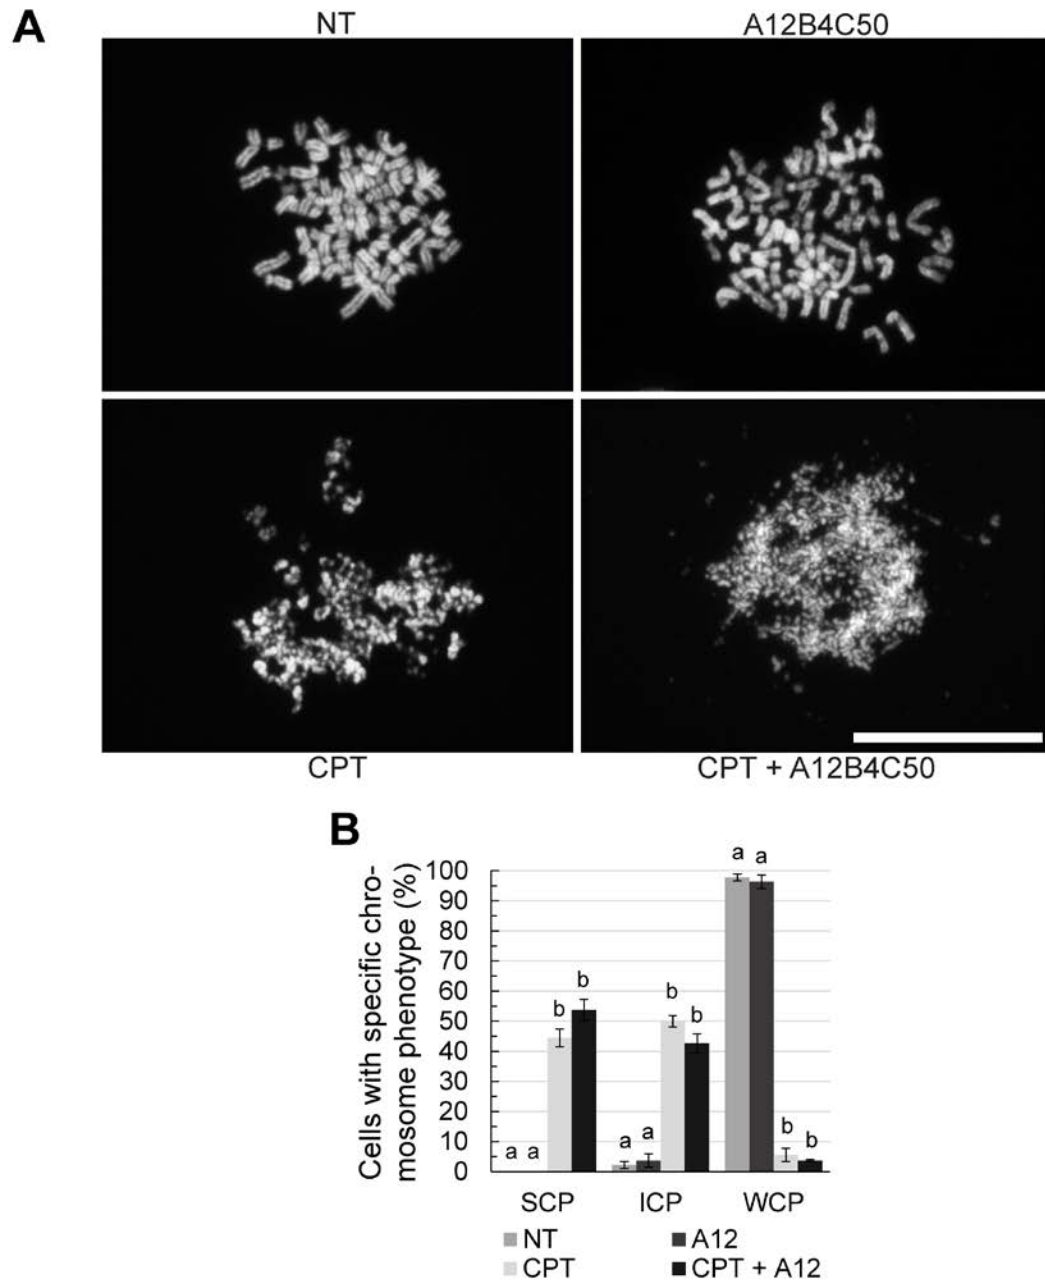 A
NT
A12B4C50
CPT
CPT + A12B4C50
B
Cells with specific chro-
mosome phenotype (%)
100
90
80
70
60
50
40
30
20
10
0
a a
b
b
a
a
b
b
a
a
b
b
SCP
ICP
WCP
NT
A12
CPT
CPT + A12